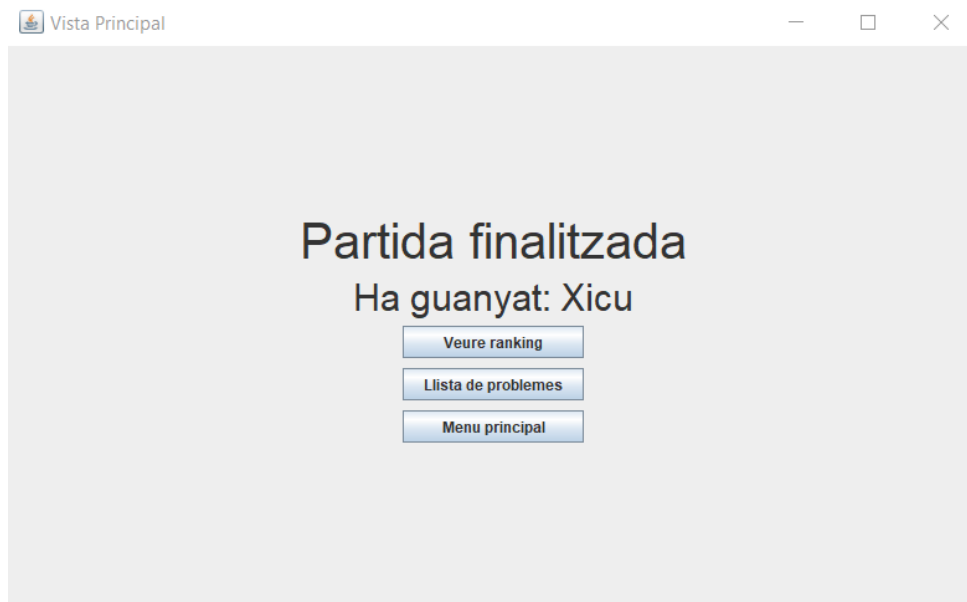 Vista Principal
Partida finalitzada
Ha guanyat: Xicu
Veure ranking
Llista de problemes
Menu principal